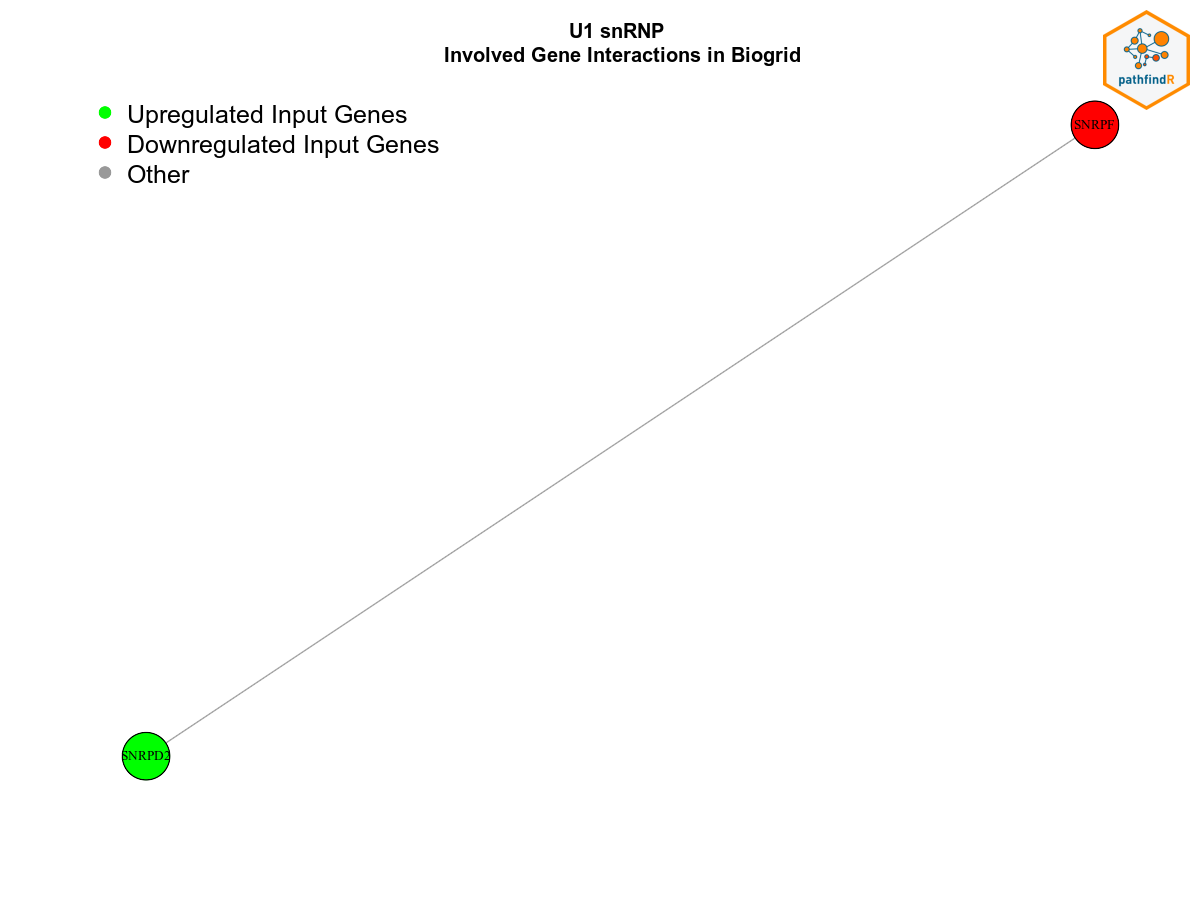 U1 snRNP
Involved Gene Interactions in Biogrid
pathfindR
Upregulated Input Genes
Downregulated Input Genes
Other
SNRPF
SNRPD2